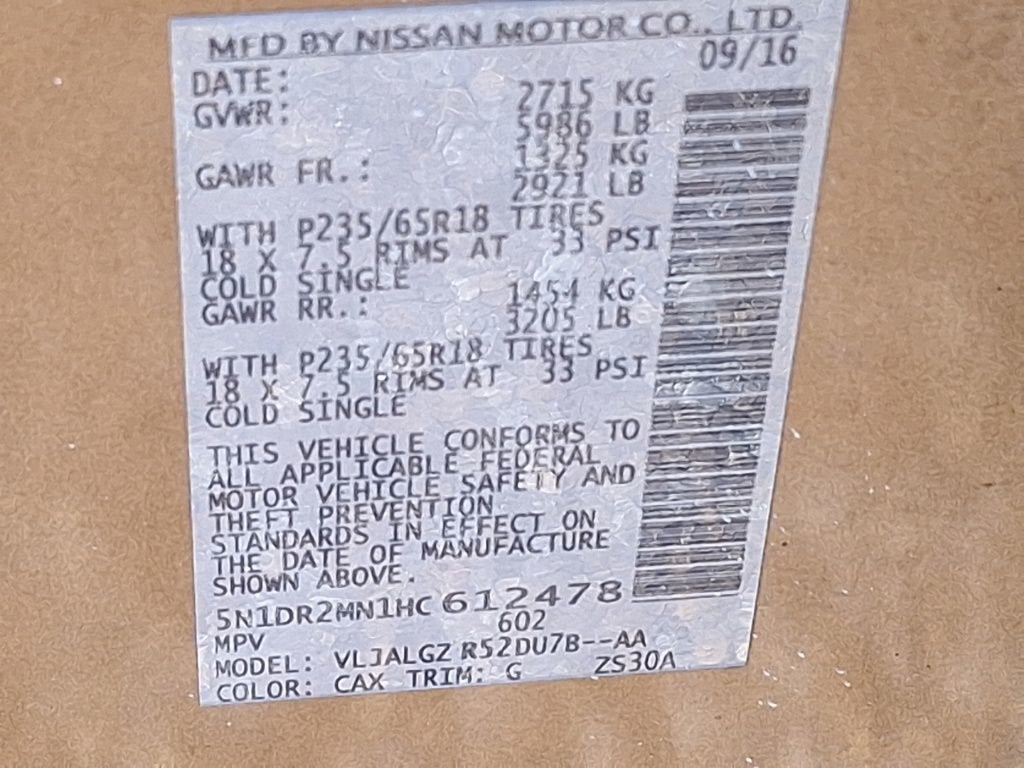 MFD BY NISSAN MOTOR CO., LTD.
DATE: 09/16
GVWR: 2715 KG
5986 LB
GAWR FR.: 1325 KG
2921 LB
WITH P235/65R18 TIRES
18 X 7.5 RIMS AT 33 PSI
COLD SINGLE
GAWR RR.: 1454 KG
3205 LB
WITH P235/65R18 TIRES
18 X 7.5 RIMS AT 33 PSI
COLD SINGLE
THIS VEHICLE CONFORMS TO
ALL APPLICABLE FEDERAL
MOTOR VEHICLE SAFETY AND
THEFT PREVENTION
STANDARDS IN EFFECT ON
THE DATE OF MANUFACTURE
SHOWN ABOVE.
5N1DR2MN1HC612478
MPV 602
MODEL: VLJALGZ R52DU7B--AA
COLOR: CAX TRIM: G ZS30A